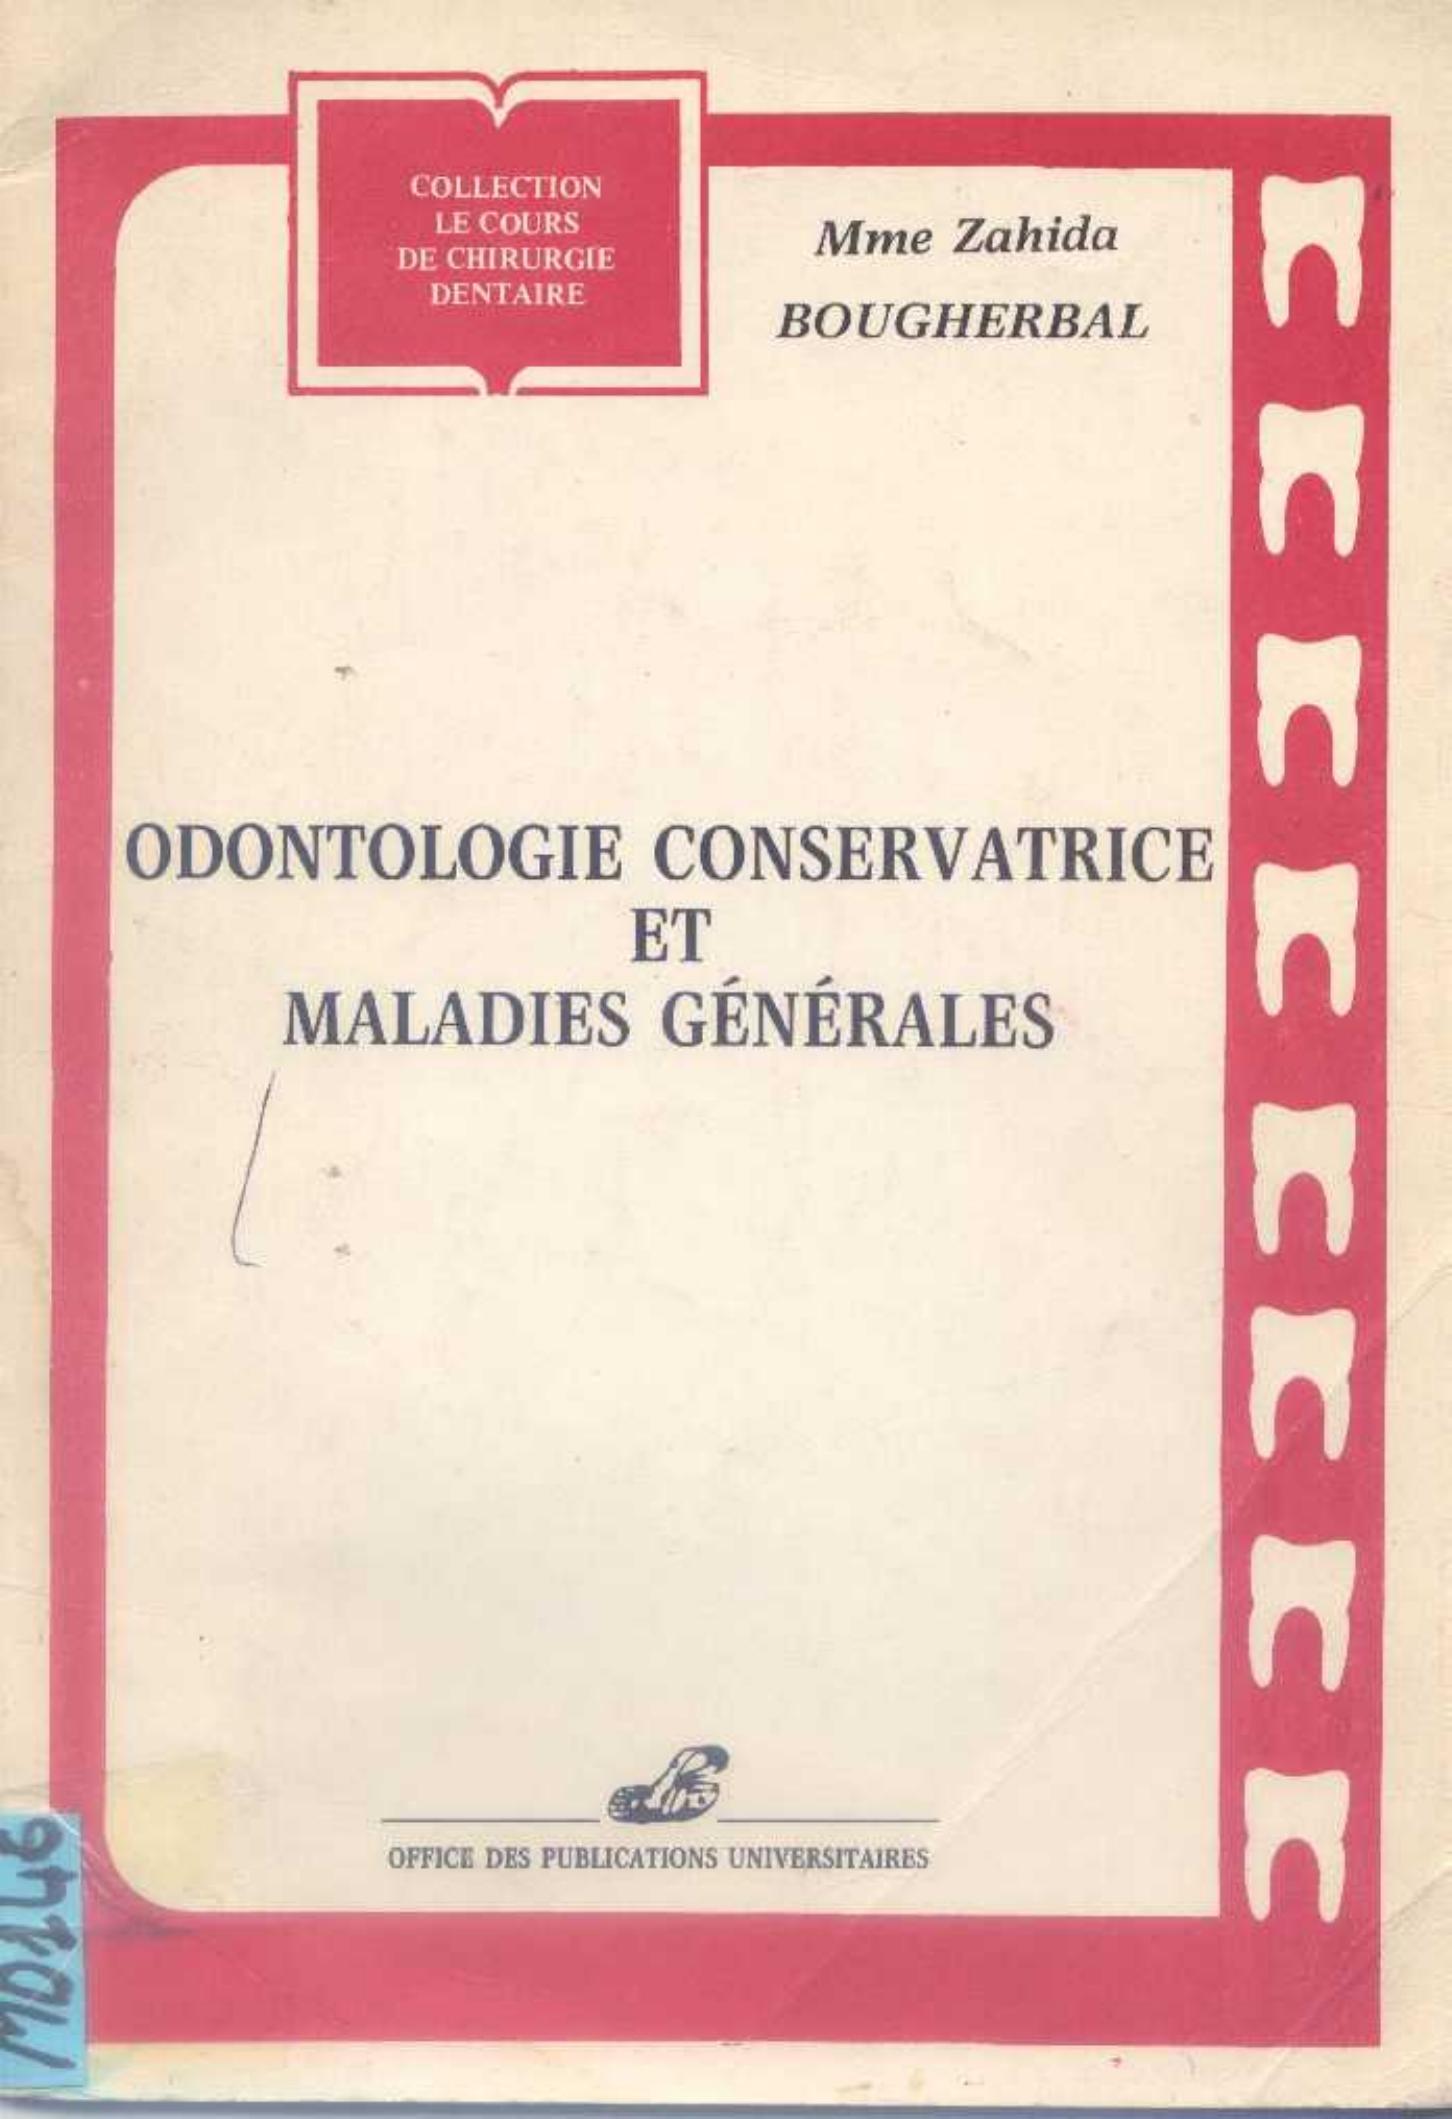 COLLECTION
LE COURS
DE CHIRURGIE
DENTAIRE
Mme Zahida
BOUGHERBAL
ODONTOLOGIE CONSERVATRICE
ET
MALADIES GÉNÉRALES
OFFICE DES PUBLICATIONS UNIVERSITAIRES